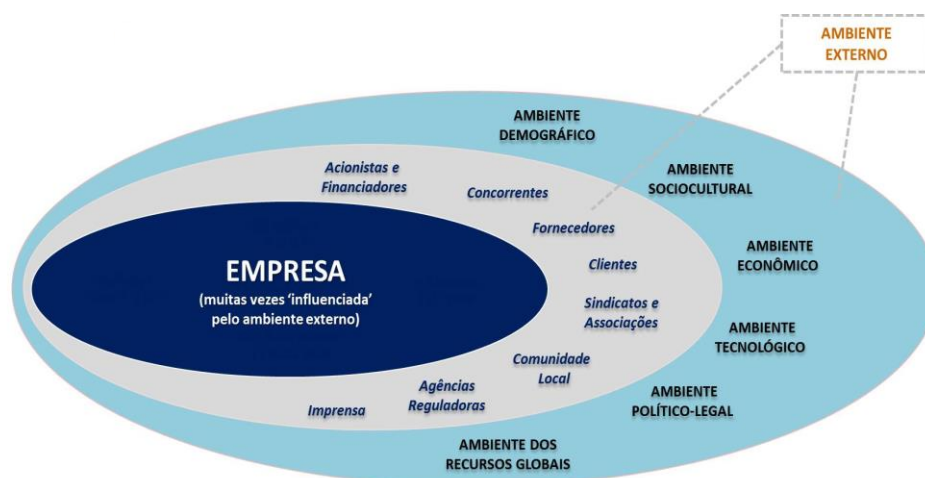 AMBIENTE
EXTERNO
AMBIENTE
DEMOGRÁFICO
AMBIENTE
SOCIOCULTURAL
AMBIENTE
ECONÔMICO
AMBIENTE
TECNOLÓGICO
AMBIENTE
POLÍTICO-LEGAL
AMBIENTE DOS
RECURSOS GLOBAIS
Acionistas e
Financiadores
Concorrentes
Fornecedores
Clientes
Sindicatos e
Associações
Comunidade
Local
Agências
Reguladoras
Imprensa
EMPRESA
(muitas vezes ‘influenciada’
pelo ambiente externo)